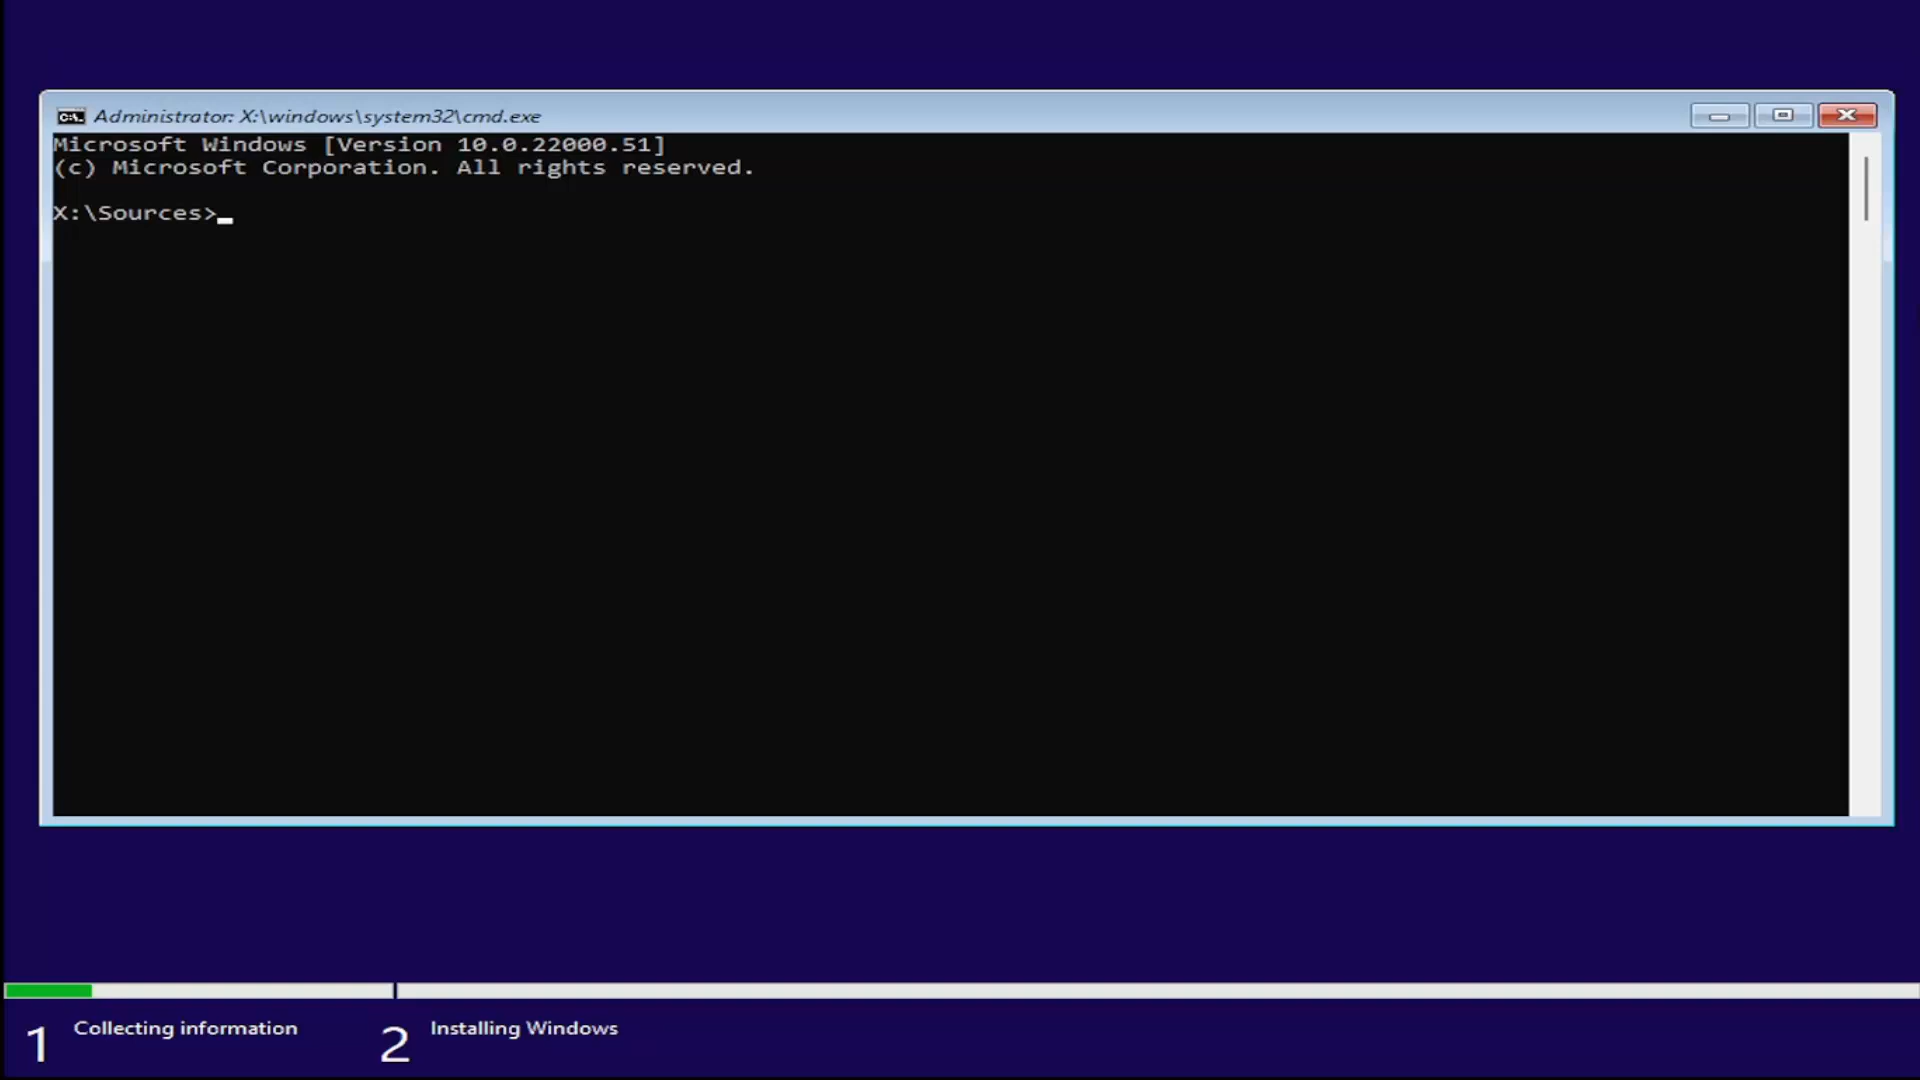 Administrator: X:\windows\system32\cmd.exe
Microsoft Windows [Version 10.0.22000.51]
(c) Microsoft Corporation. All rights reserved.
X:\Sources>_
1 Collecting information
2 Installing Windows